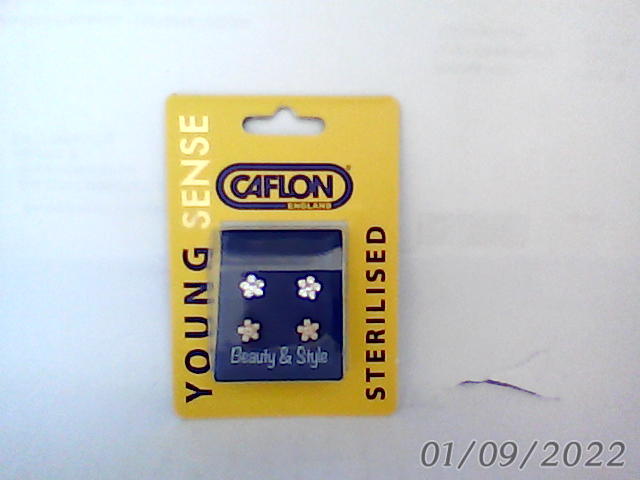 YOUNG SENSE
CAFLON
ENGLAND
Beauty & Style
STERILISED
01/09/2022